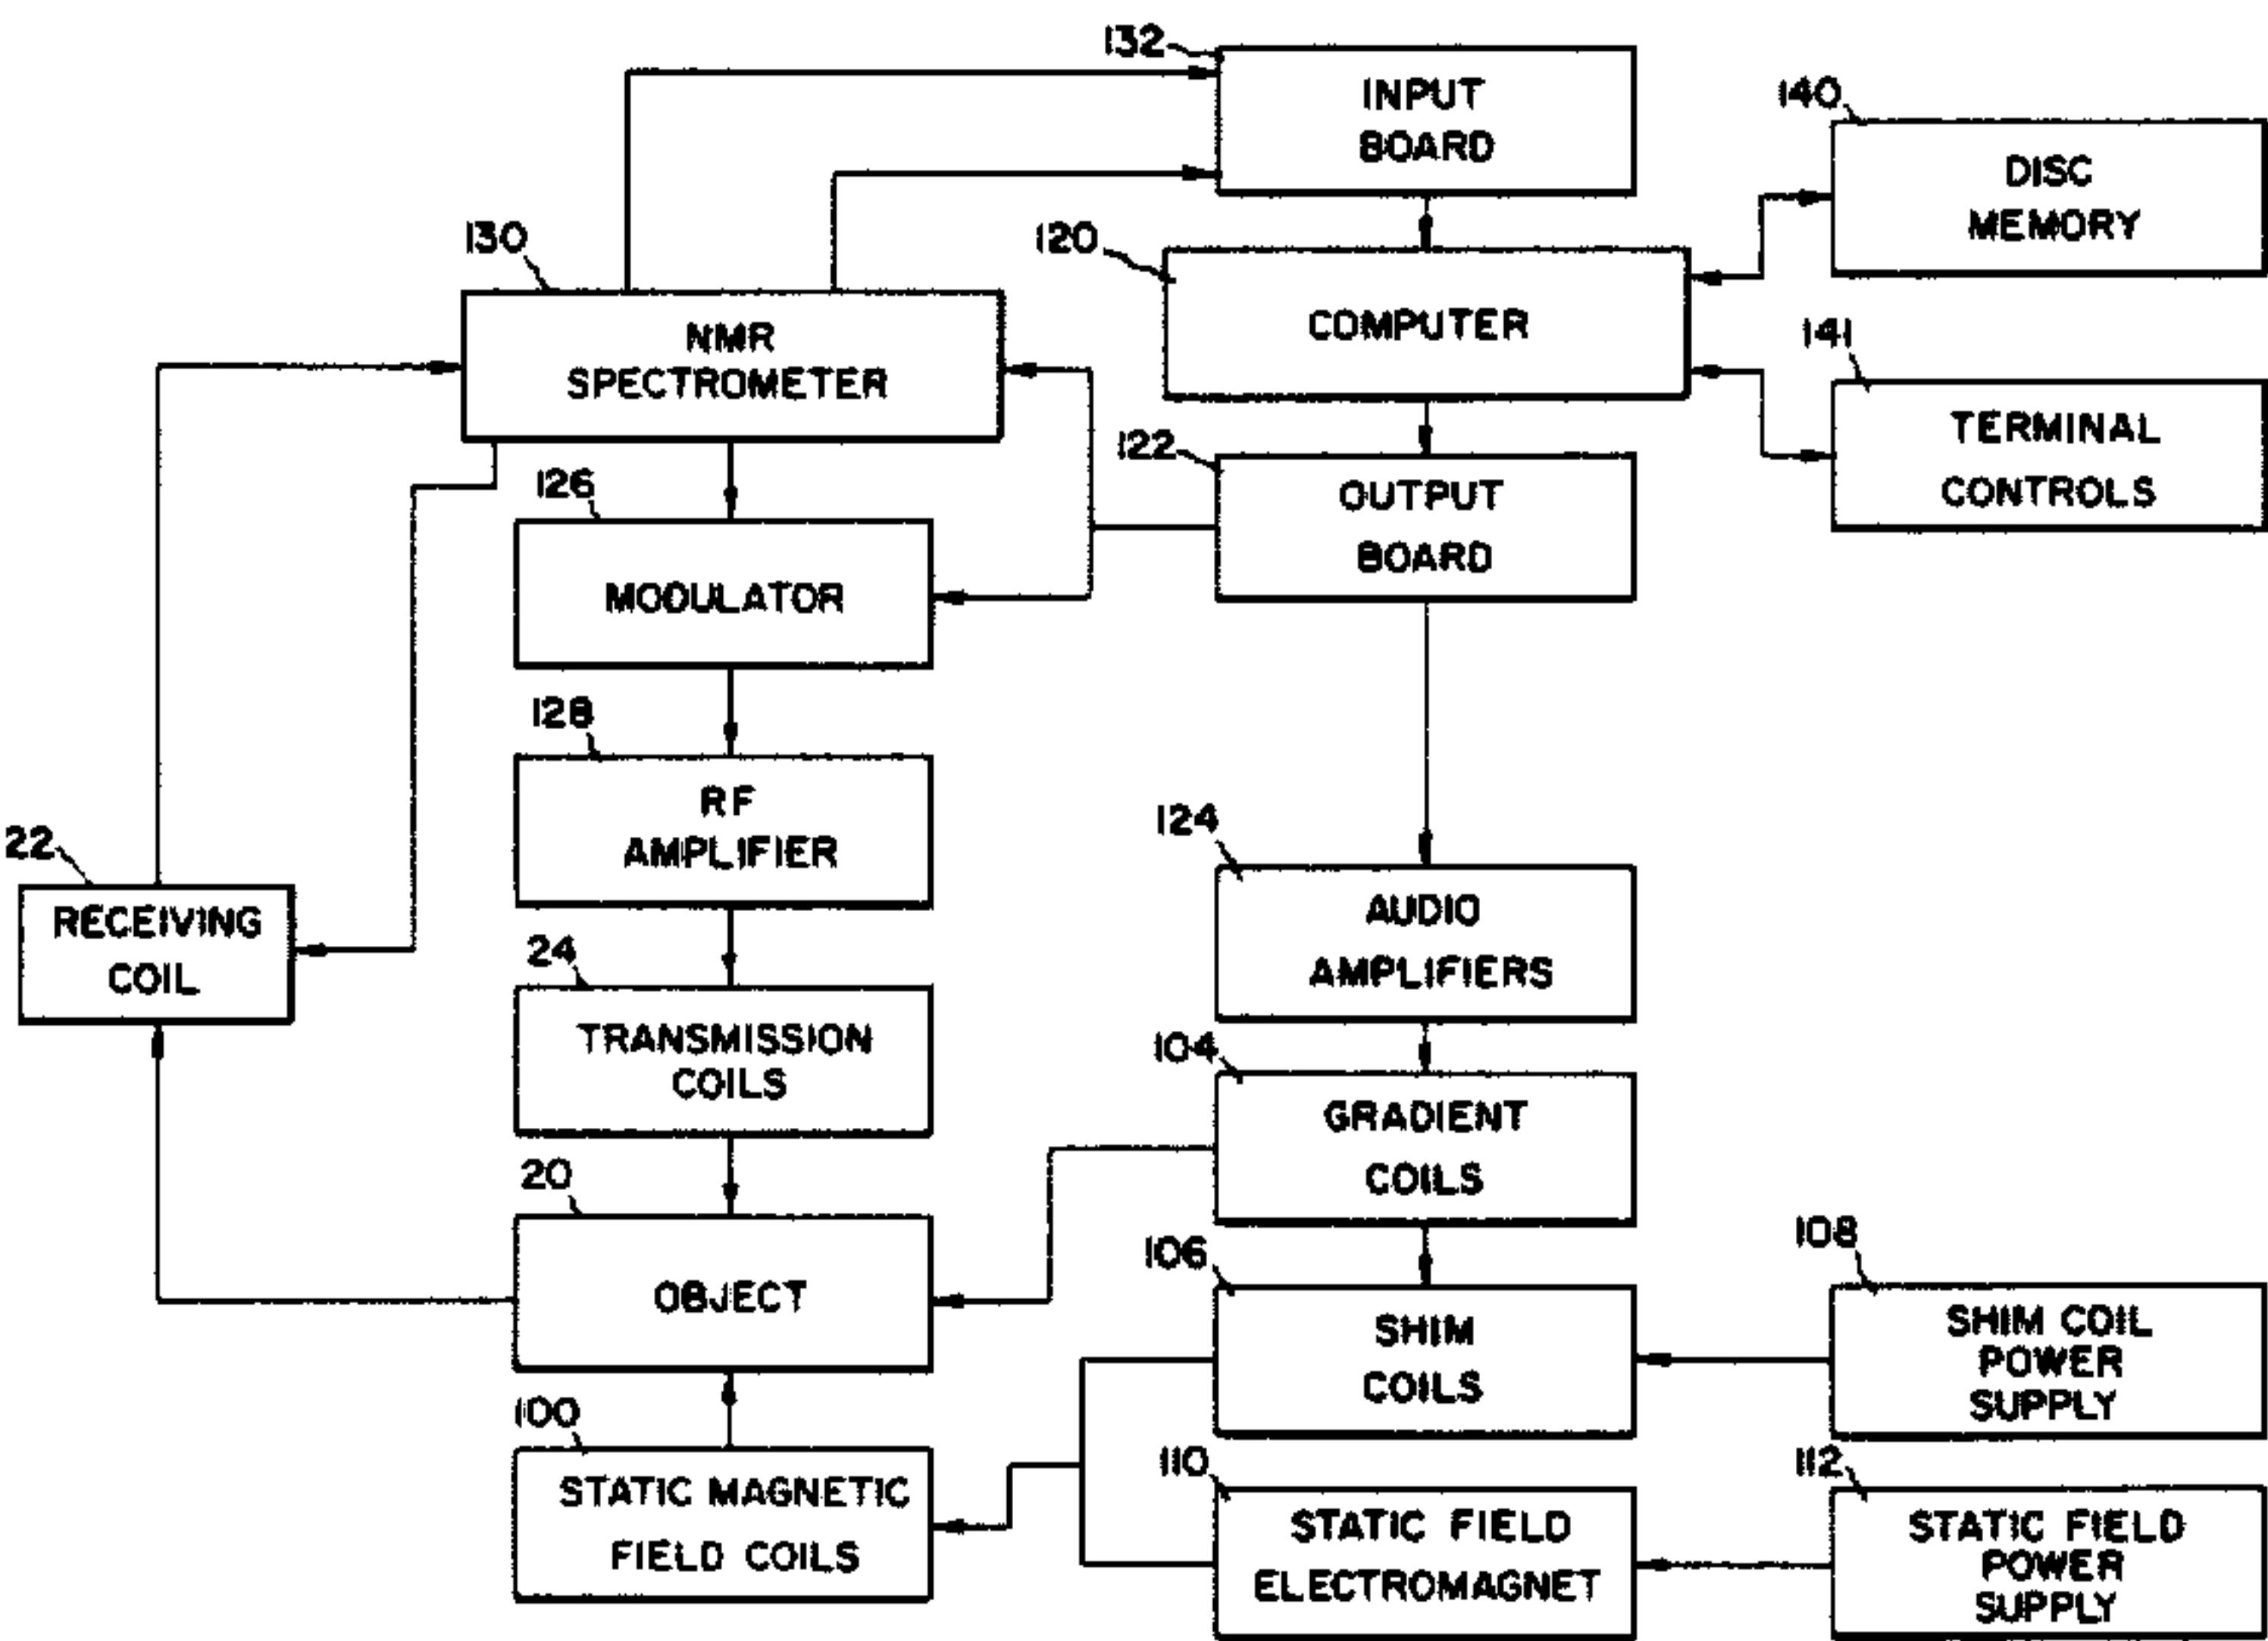 132
INPUT
BOARD
140
DISC
MEMORY
130
NMR
SPECTROMETER
120
COMPUTER
141
TERMINAL
CONTROLS
122
OUTPUT
BOARD
126
MODULATOR
128
RF
AMPLIFIER
22
RECEIVING
COIL
124
AUDIO
AMPLIFIERS
24
TRANSMISSION
COILS
104
GRADIENT
COILS
20
OBJECT
106
SHIM
COILS
108
SHIM COIL
POWER
SUPPLY
100
STATIC MAGNETIC
FIELD COILS
110
STATIC FIELD
ELECTROMAGNET
112
STATIC FIELD
POWER
SUPPLY